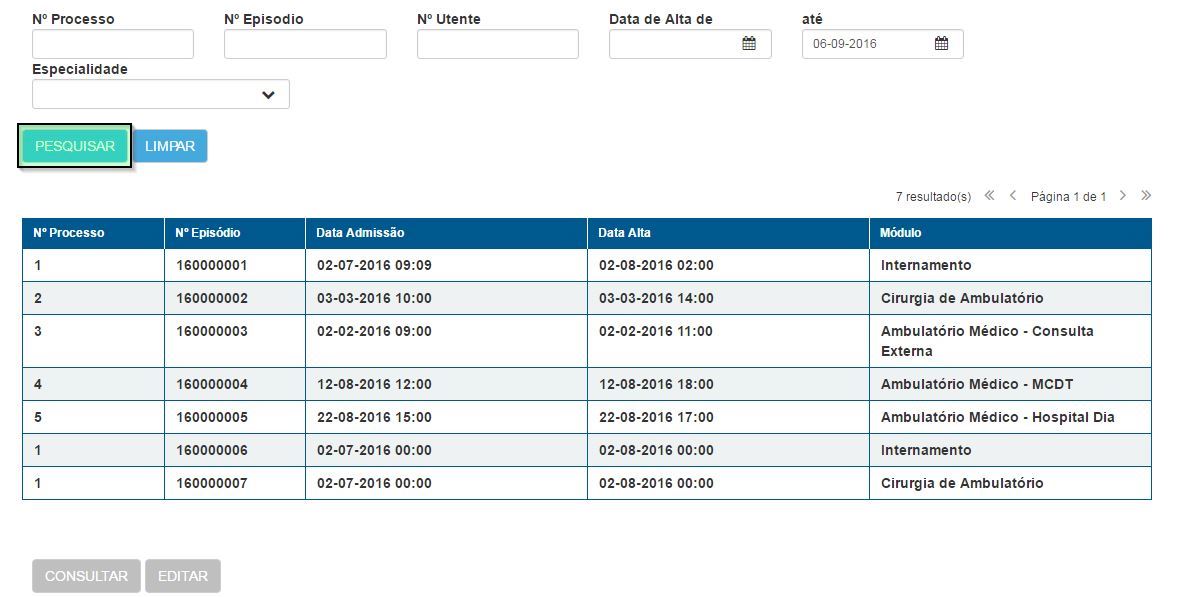 Nº Processo Nº Episodio Nº Utente Data de Alta de até
06-09-2016
Especialidade
PESQUISAR LIMPAR
7 resultado(s) « < Página 1 de 1 > »
Nº Processo Nº Episódio Data Admissão Data Alta Módulo
1 160000001 02-07-2016 09:09 02-08-2016 02:00 Internamento
2 160000002 03-03-2016 10:00 03-03-2016 14:00 Cirurgia de Ambulatório
3 160000003 02-02-2016 09:00 02-02-2016 11:00 Ambulatório Médico - Consulta
Externa
4 160000004 12-08-2016 12:00 12-08-2016 18:00 Ambulatório Médico - MCDT
5 160000005 22-08-2016 15:00 22-08-2016 17:00 Ambulatório Médico - Hospital Dia
1 160000006 02-07-2016 00:00 02-08-2016 00:00 Internamento
1 160000007 02-07-2016 00:00 02-08-2016 00:00 Cirurgia de Ambulatório
CONSULTAR EDITAR